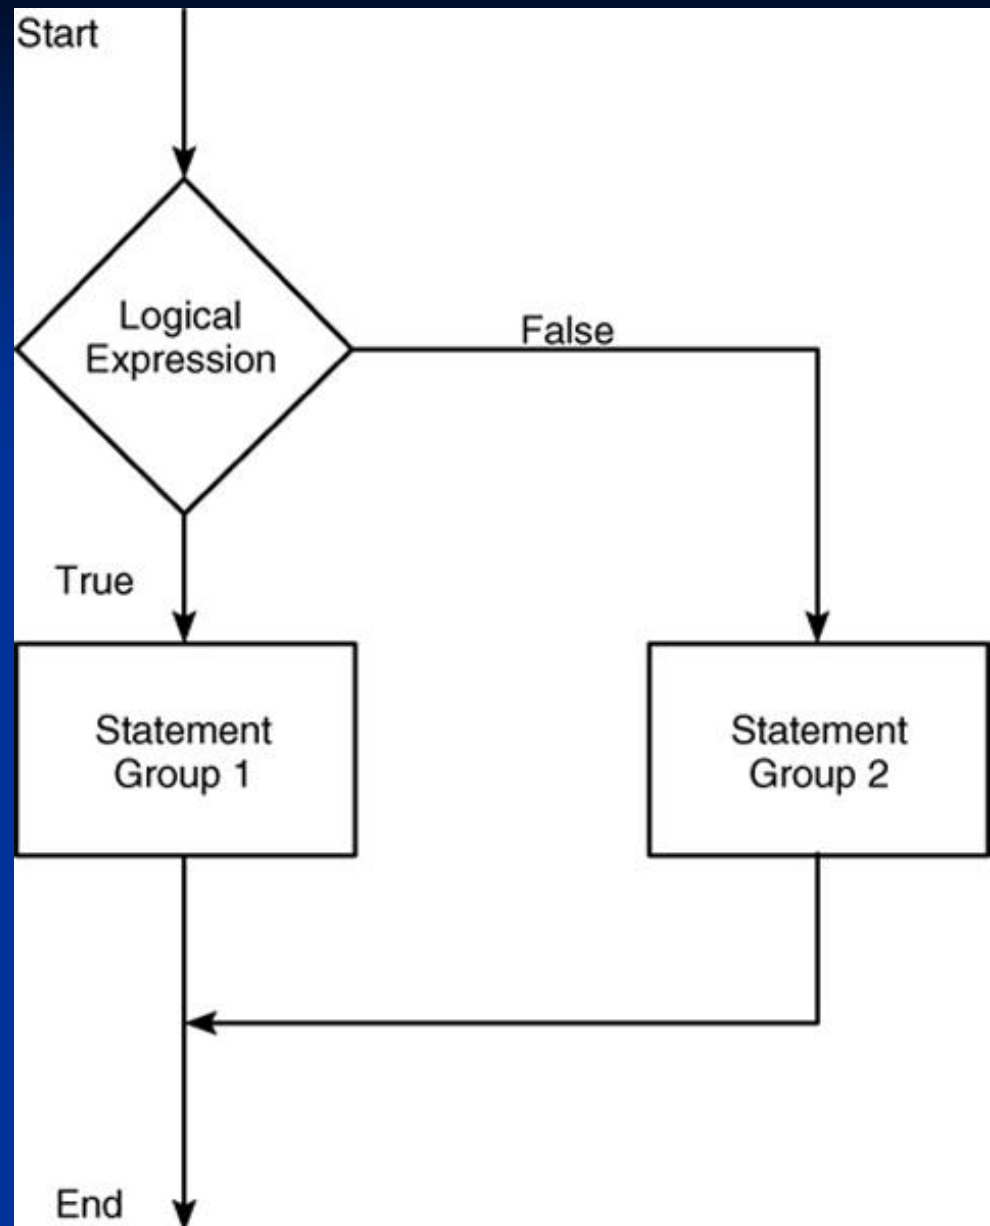 Start
Logical
Expression
False
True
Statement
Group 1
Statement
Group 2
End